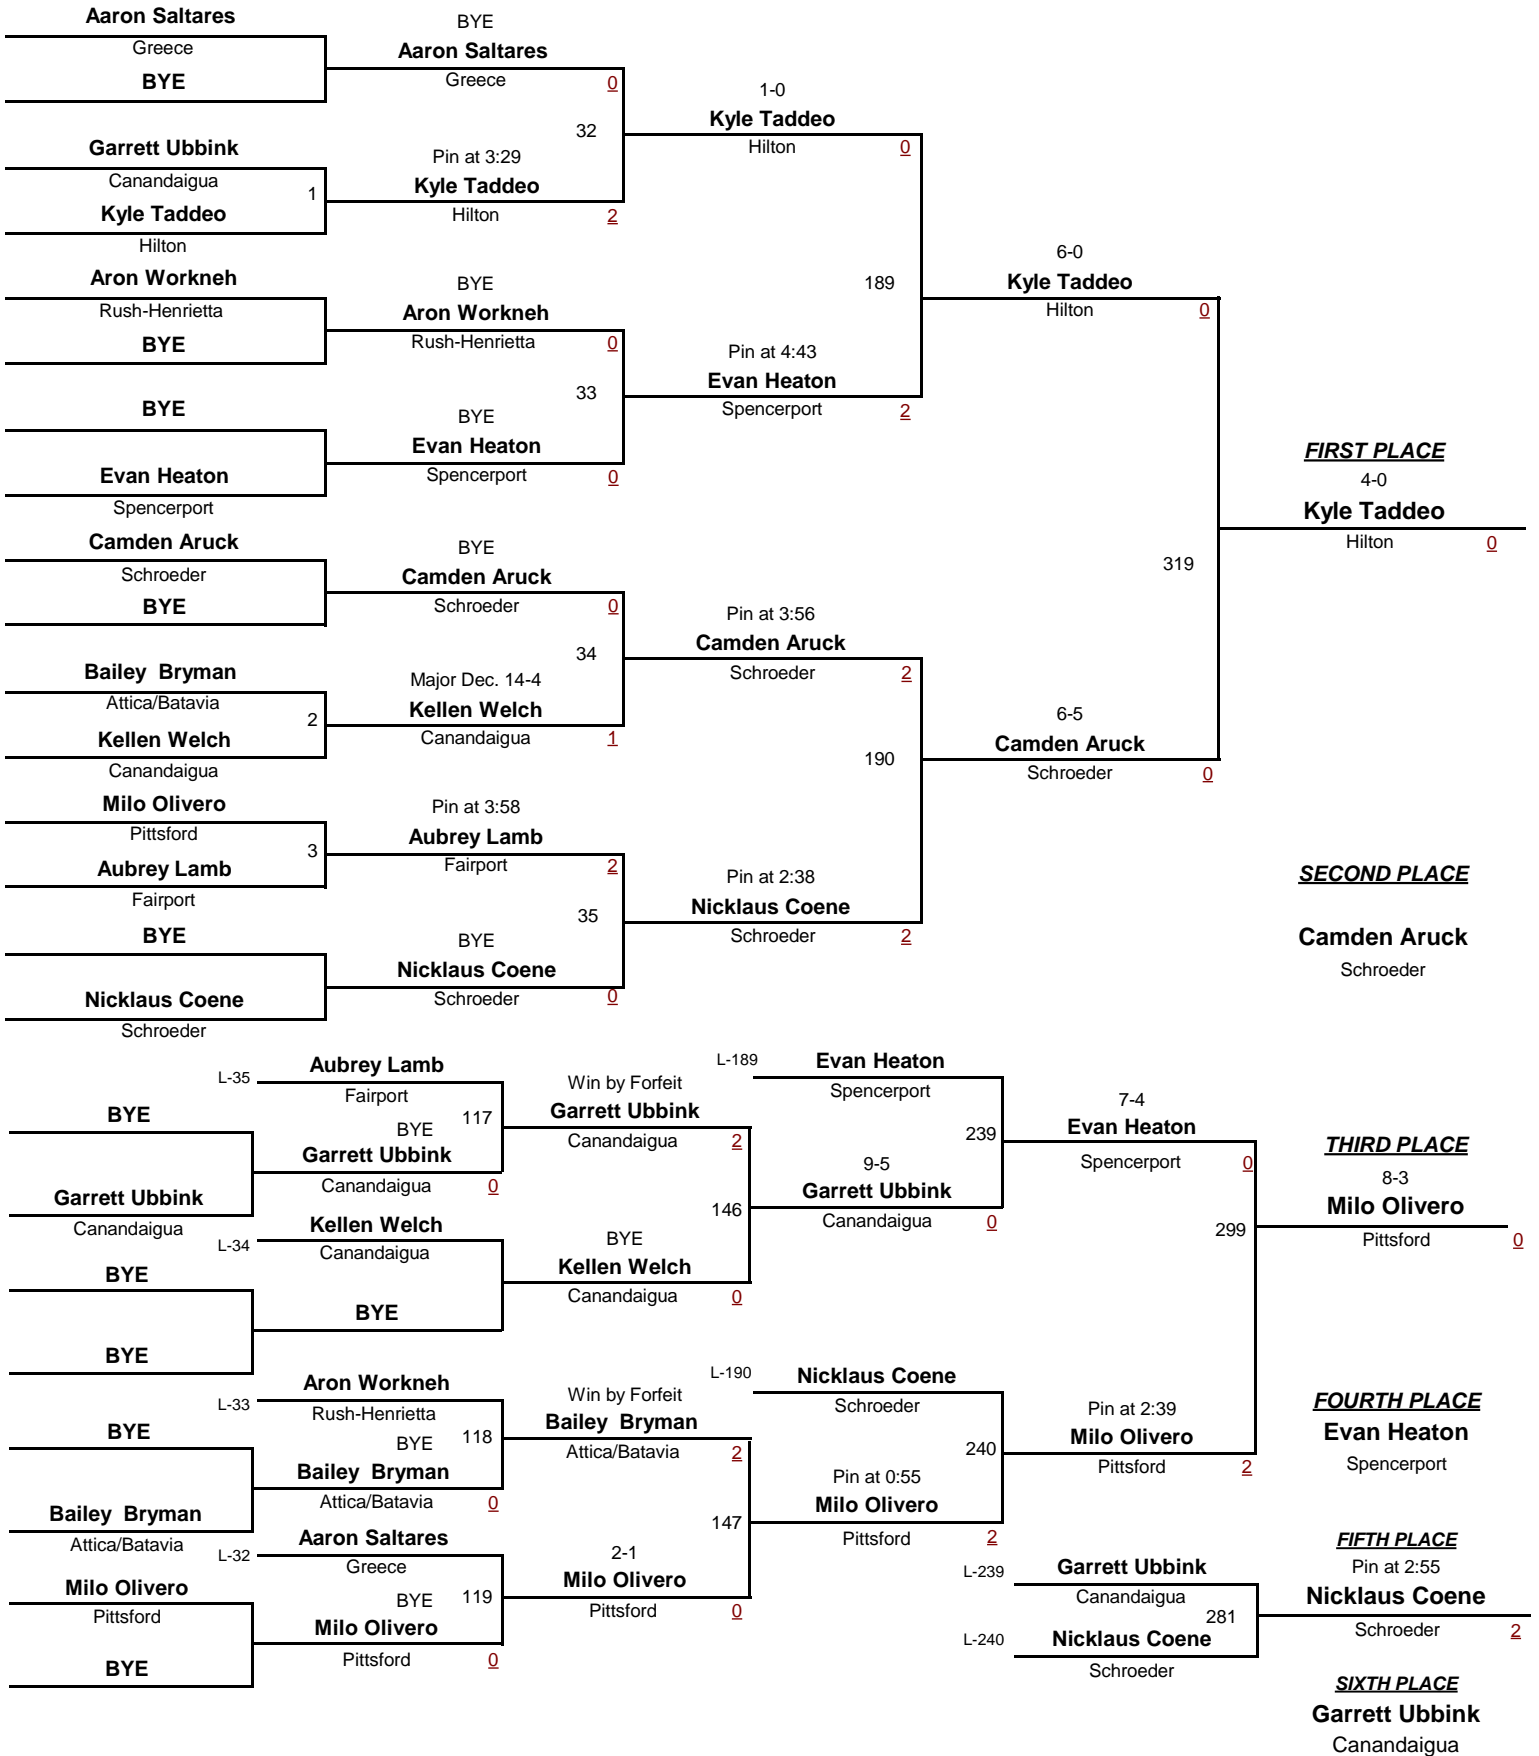 Aaron Saltares
Greece
BYE
Garrett Ubbink
Canandaigua
1
Kyle Taddeo
Hilton
Aron Workneh
Rush-Henrietta
BYE
BYE
Evan Heaton
Spencerport
Camden Aruck
Schroeder
BYE
Bailey  Bryman
Attica/Batavia
2
Kellen Welch
Canandaigua
Milo Olivero
Pittsford
3
Aubrey Lamb
Fairport
BYE
Nicklaus Coene
Schroeder
BYE
Aaron Saltares
Greece
0
32
Pin at 3:29
Kyle Taddeo
Hilton
2
BYE
Aron Workneh
Rush-Henrietta
0
33
BYE
Evan Heaton
Spencerport
0
BYE
Camden Aruck
Schroeder
0
34
Major Dec. 14-4
Kellen Welch
Canandaigua
1
Pin at 3:58
Aubrey Lamb
Fairport
2
35
BYE
Nicklaus Coene
Schroeder
0
1-0
Kyle Taddeo
Hilton
0
189
Pin at 4:43
Evan Heaton
Spencerport
2
Pin at 3:56
Camden Aruck
Schroeder
2
190
Pin at 2:38
Nicklaus Coene
Schroeder
2
6-0
Kyle Taddeo
Hilton
0
319
6-5
Camden Aruck
Schroeder
0
FIRST PLACE
4-0
Kyle Taddeo
Hilton
0
SECOND PLACE
Camden Aruck
Schroeder
BYE
Garrett Ubbink
Canandaigua
BYE
BYE
BYE
Bailey  Bryman
Attica/Batavia
Milo Olivero
Pittsford
BYE
L-35
Aubrey Lamb
Fairport
117
BYE
Garrett Ubbink
Canandaigua
0
L-34
Kellen Welch
Canandaigua
BYE
L-33
Aron Workneh
Rush-Henrietta
118
BYE
Bailey  Bryman
Attica/Batavia
0
L-32
Aaron Saltares
Greece
119
BYE
Milo Olivero
Pittsford
0
Win by Forfeit
Garrett Ubbink
Canandaigua
2
146
BYE
Kellen Welch
Canandaigua
0
Win by Forfeit
Bailey  Bryman
Attica/Batavia
2
147
2-1
Milo Olivero
Pittsford
0
L-189
Evan Heaton
Spencerport
239
9-5
Garrett Ubbink
Canandaigua
0
L-190
Nicklaus Coene
Schroeder
240
Pin at 0:55
Milo Olivero
Pittsford
2
7-4
Evan Heaton
Spencerport
0
299
Pin at 2:39
Milo Olivero
Pittsford
2
THIRD PLACE
8-3
Milo Olivero
Pittsford
0
FOURTH PLACE
Evan Heaton
Spencerport
L-239
Garrett Ubbink
Canandaigua
281
L-240
Nicklaus Coene
Schroeder
FIFTH PLACE
Pin at 2:55
Nicklaus Coene
Schroeder
2
SIXTH PLACE
Garrett Ubbink
Canandaigua